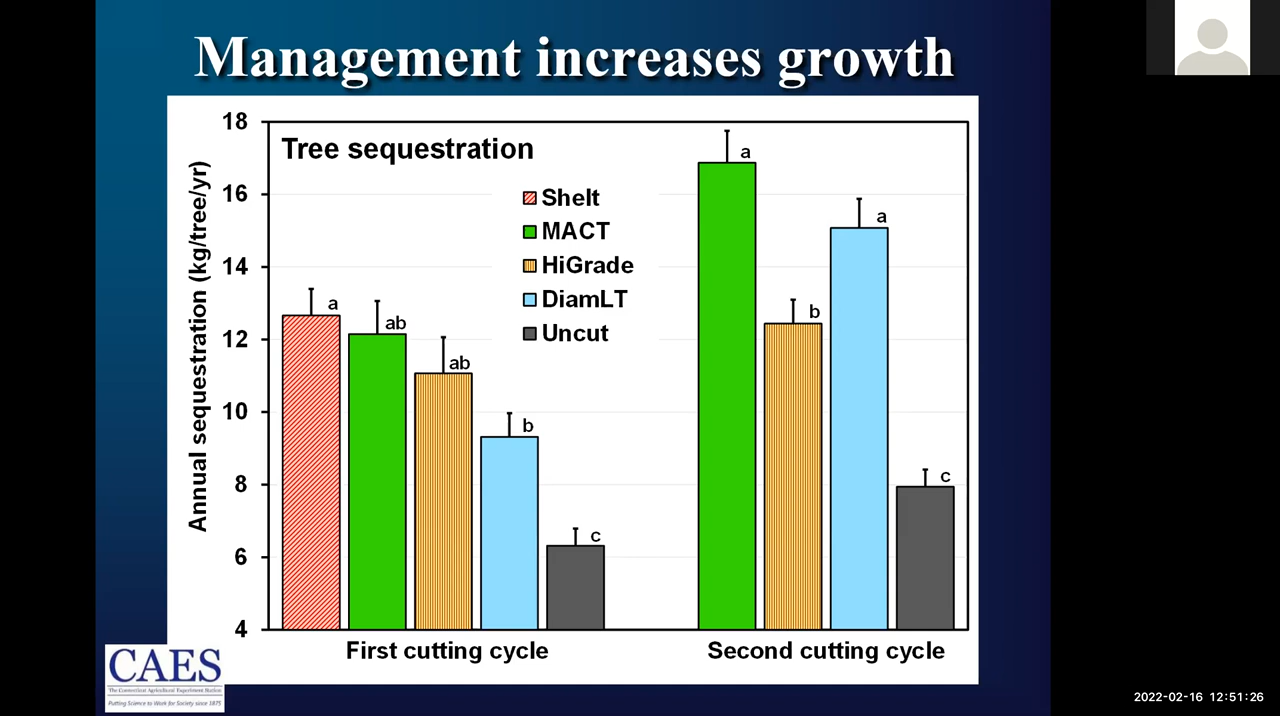 Management increases growth
Tree sequestration
Annual sequestration (kg/tree/yr)
18
16
14
12
10
8
6
4
Shelt
MACT
HiGrade
DiamLT
Uncut
a
ab
ab
b
c
a
b
a
c
First cutting cycle
Second cutting cycle
CAES
The Connecticut Agricultural Experiment Station
Putting Science to Work for Society since 1875
2022-02-16 12:51:26